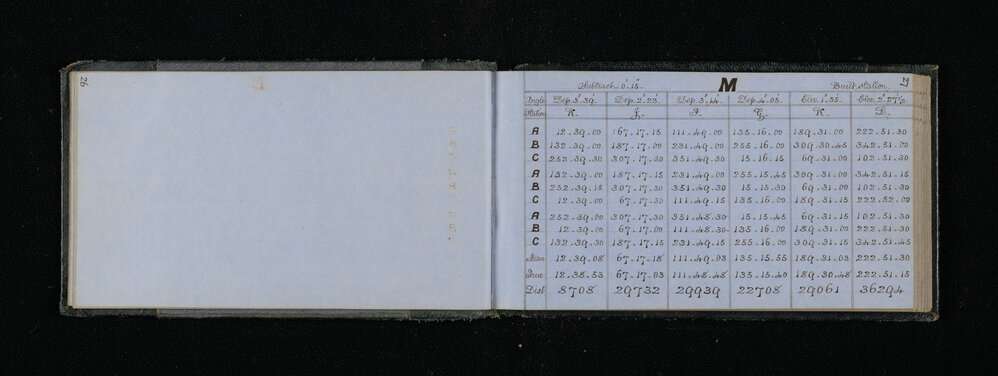 26
27
Subtract 0'.15" M Built station
Angle Dep. 3°.39' Dep. 2°.23' Dep. 3°.14' Dep. 4°.05' Elev. 1°.35' Elev. 2°.27'½
Station K J I G K L
A 12.39.00 167.17.15 111.49.00 135.16.00 189.31.00 222.51.30
B 132.39.00 187.17.00 231.49.00 255.16.00 309.30.45 342.51.00
C 252.39.30 307.17.30 351.49.30 15.16.15 69.31.00 102.51.30
A 132.39.00 187.17.15 231.49.00 255.15.45 309.31.00 342.51.15
B 252.39.15 307.17.30 351.49.30 15.15.30 69.31.00 102.51.30
C 12.39.00 67.17.30 111.49.15 135.16.00 189.31.15 222.52.00
A 252.39.00 307.17.30 351.48.30 15.15.45 69.31.15 102.51.30
B 12.39.00 67.17.00 111.48.30 135.16.00 189.31.00 222.51.30
C 132.39.30 187.17.15 231.49.15 255.16.00 309.31.15 342.51.45
Mean 12.39.08 67.17.18 111.49.03 135.15.55 189.31.03 222.51.30
True 12.38.53 67.17.03 111.48.48 135.15.40 189.30.48 222.51.15
Dist 8708 29732 29939 22708 29061 36294